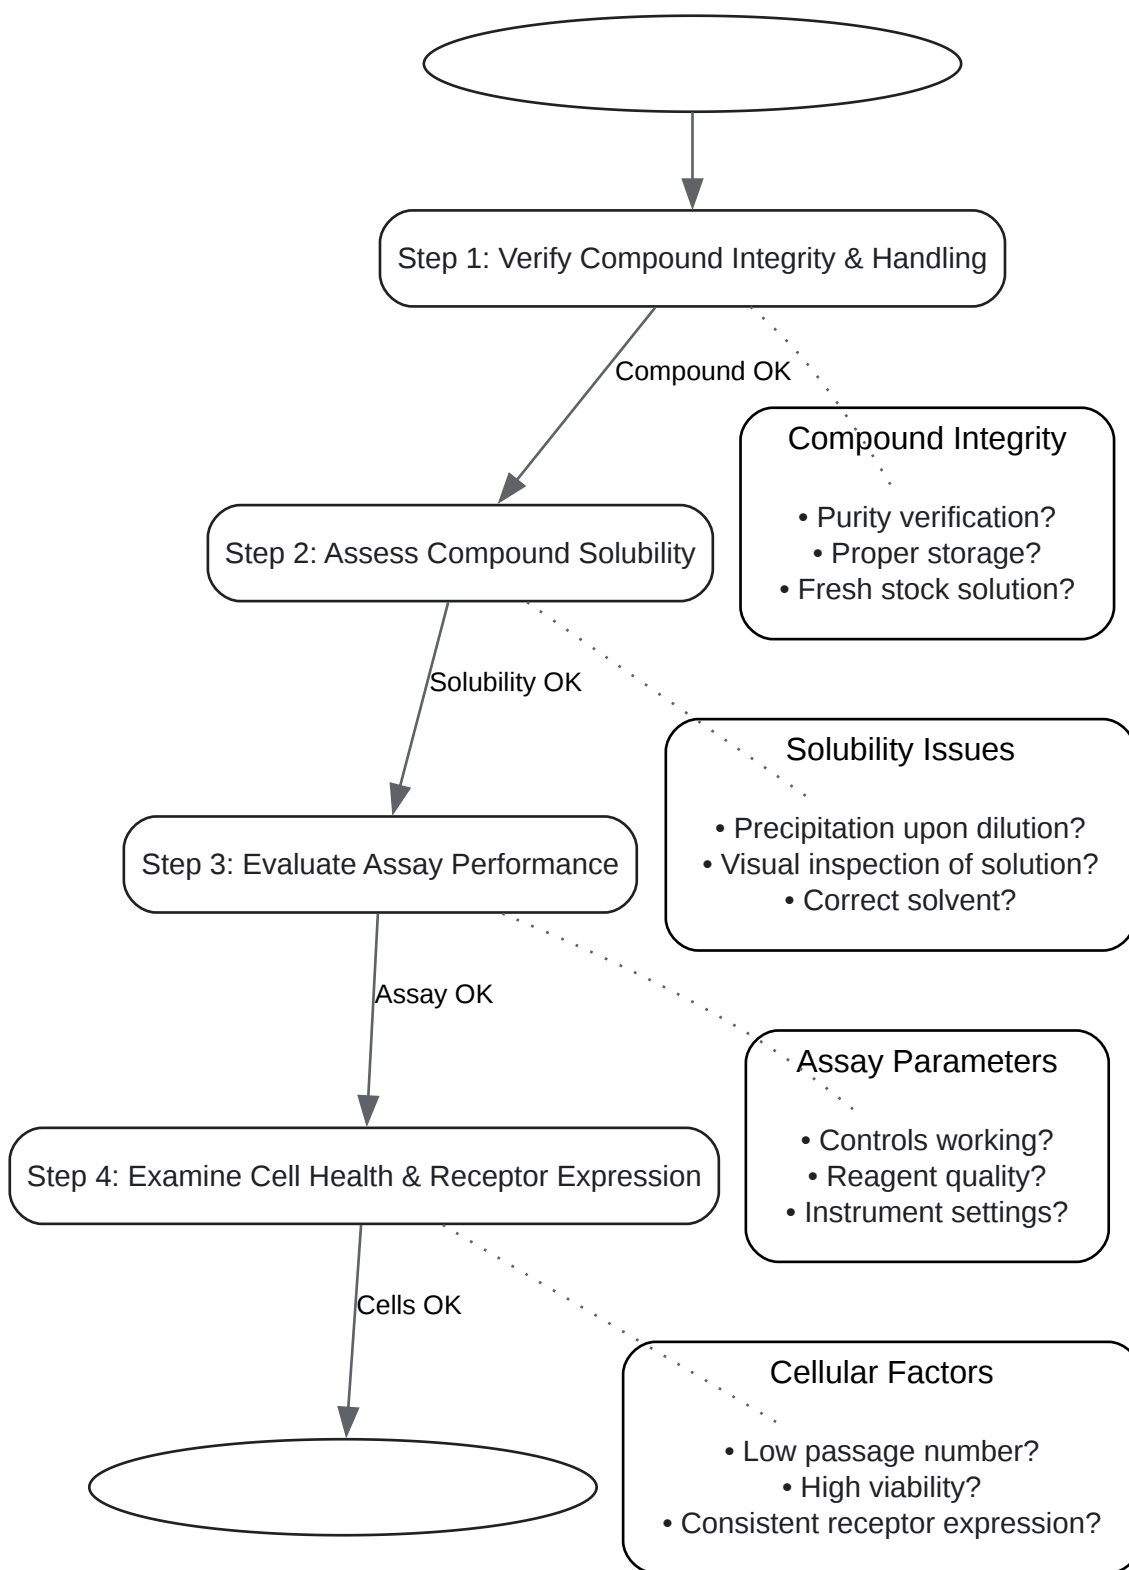 Step 1: Verify Compound Integrity & Handling
Compound OK
Compound Integrity
• Purity verification?
• Proper storage?
• Fresh stock solution?
Step 2: Assess Compound Solubility
Solubility OK
Solubility Issues
• Precipitation upon dilution?
• Visual inspection of solution?
• Correct solvent?
Step 3: Evaluate Assay Performance
Assay OK
Assay Parameters
• Controls working?
• Reagent quality?
• Instrument settings?
Step 4: Examine Cell Health & Receptor Expression
Cells OK
Cellular Factors
• Low passage number?
• High viability?
• Consistent receptor expression?